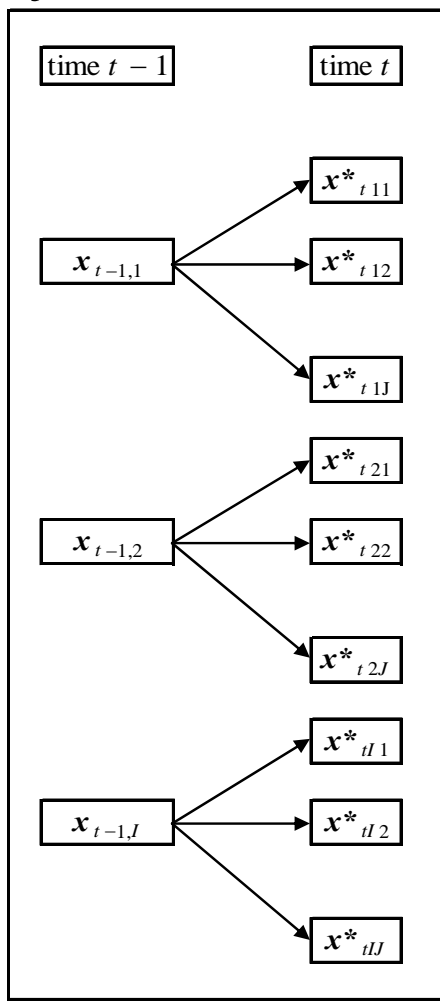 time t − 1 time t
x* t 11
x t −1,1 x* t 12
x* t 1J
x* t 21
x t −1,2 x* t 22
x* t 2J
x* tI 1
x t −1,I x* tI 2
x* tIJ